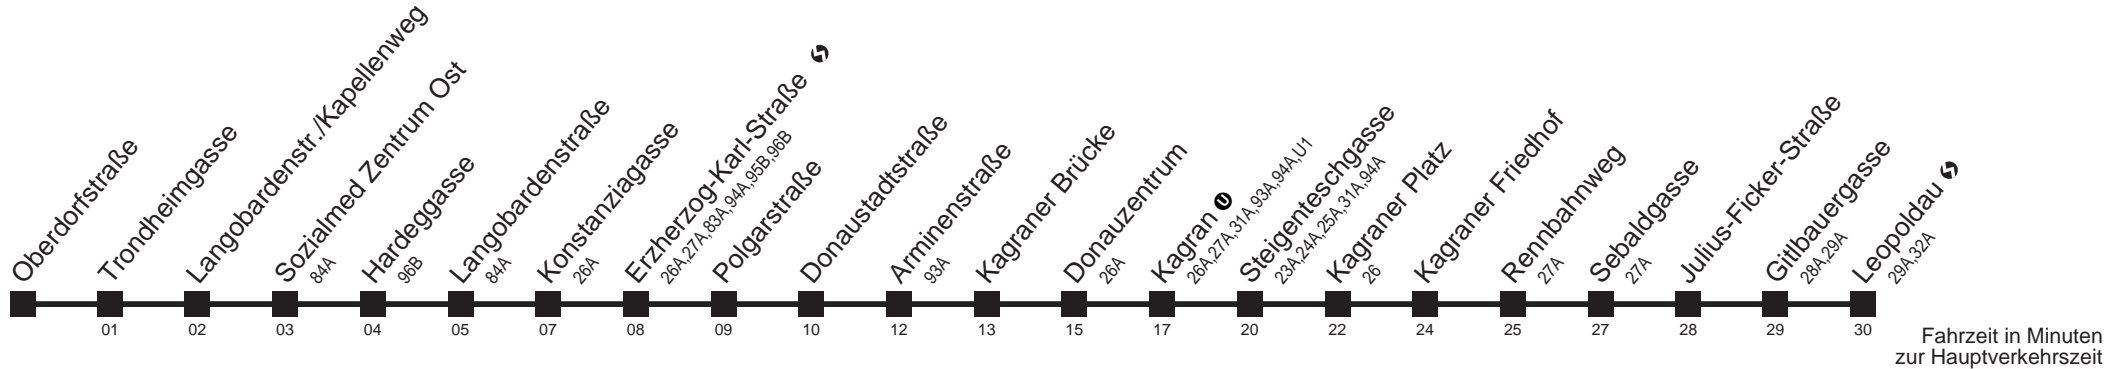 Oberdorfstraße
Trondheimgasse
01
Langobardenstr./Kapellenweg
02
Sozialmed Zentrum Ost
84A
03
Hardeggasse
96B
04
Langobardenstraße
84A
05
Konstanziagasse
26A
07
Erzherzog-Karl-Straße
26A,27A,83A,94A,95B,96B
08
Polgarstraße
09
Donaustadtstraße
10
Arminenstraße
93A
12
Kagraner Brücke
13
Donauzentrum
26A
15
Kagran U
26A,27A,31A,93A,94A,U1
17
Steigenteschgasse
23A,24A,25A,31A,94A
20
Kagraner Platz
26
22
Kagraner Friedhof
24
Rennbahnweg
27A
25
Sebaldgasse
27A
27
Julius-Ficker-Straße
28
Gitlbauergasse
28A,29A
29
Leopoldau
29A,32A
30
Fahrzeit in Minuten
zur Hauptverkehrszeit